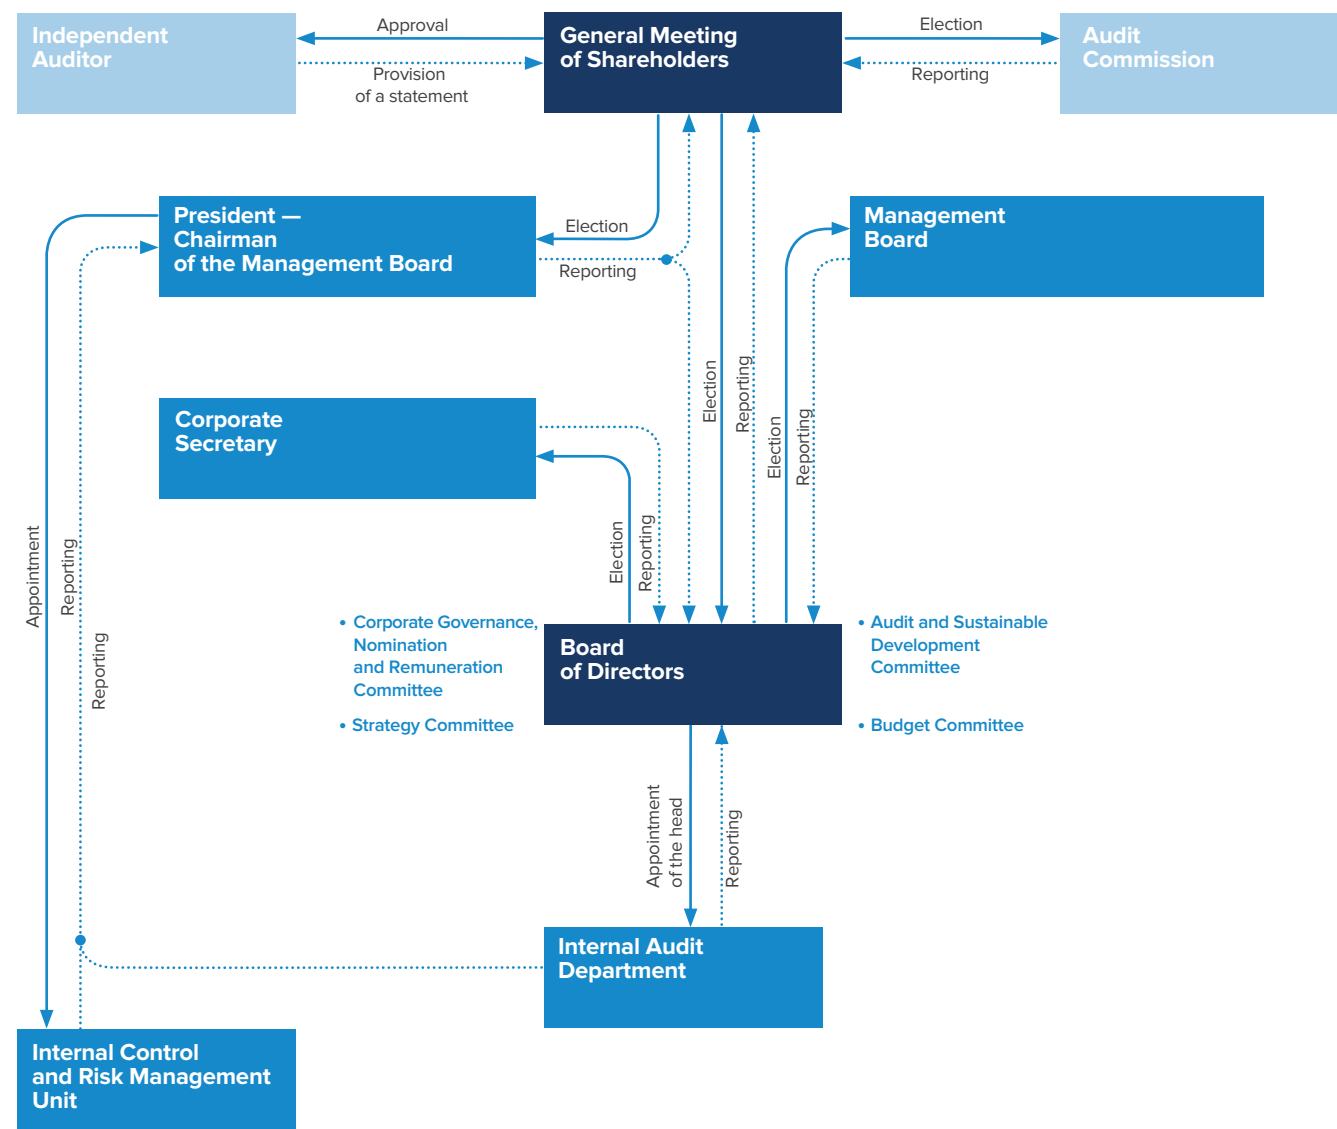 Independent
Auditor
Approval
Provision
of a statement
General Meeting
of Shareholders
Election
Reporting
Audit
Commission
President —
Chairman
of the Management Board
Election
Reporting
Management
Board
Election
Reporting
Election
Reporting
Corporate
Secretary
Election
Reporting
Appointment
Reporting
Reporting
• Corporate Governance,
Nomination
and Remuneration
Committee
• Strategy Committee
Board
of Directors
• Audit and Sustainable
Development
Committee
• Budget Committee
Appointment
of the head
Reporting
Internal Audit
Department
Internal Control
and Risk Management
Unit